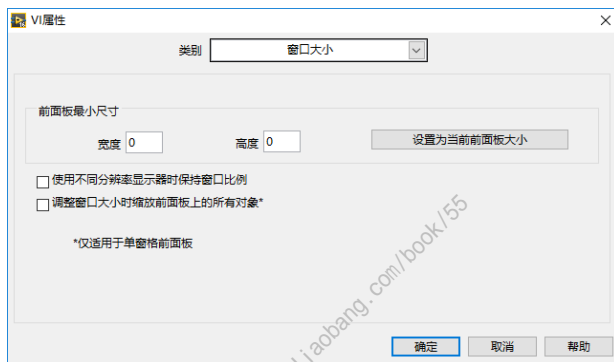 VI属性
类别 窗口大小
前面板最小尺寸
宽度 0 高度 0 设置为当前前面板大小
使用不同分辨率显示器时保持窗口比例
调整窗口大小时缩放前面板上的所有对象*
*仅适用于单窗格前面板
jiaobang.com/book/55
确定 取消 帮助